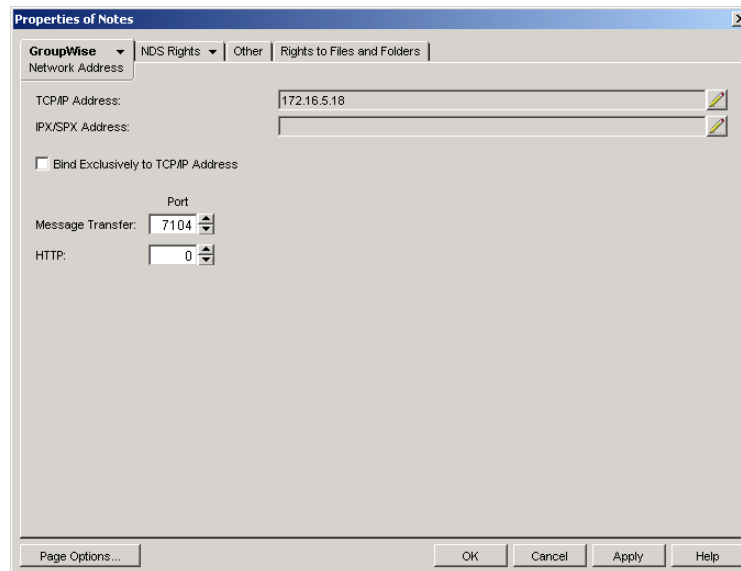 Properties of Notes
GroupWise NDS Rights Other Rights to Files and Folders
Network Address
TCP/IP Address: 172.16.5.18
IPX/SPX Address:
Bind Exclusively to TCP/IP Address
Port
Message Transfer: 7104
HTTP: 0
Page Options... OK Cancel Apply Help